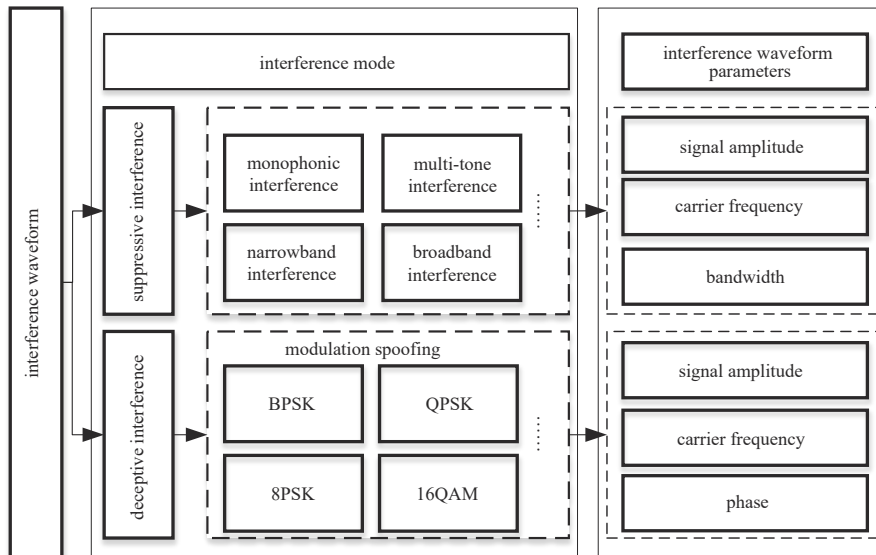 interference waveform
interference mode
suppressive interference
monophonic
interference
multi-tone
interference
narrowband
interference
broadband
interference
......
deceptive interference
modulation spoofing
BPSK
QPSK
8PSK
16QAM
......
interference waveform
parameters
signal amplitude
carrier frequency
bandwidth
signal amplitude
carrier frequency
phase